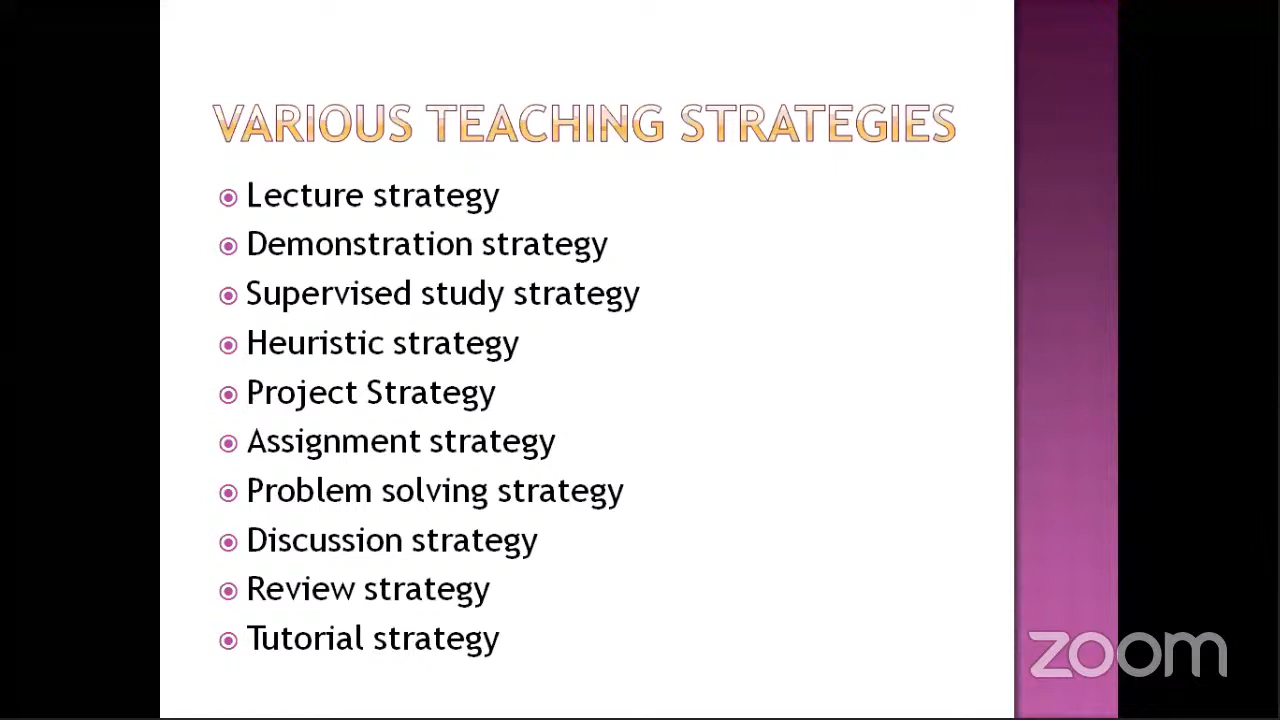 VARIOUS TEACHING STRATEGIES
Lecture strategy
Demonstration strategy
Supervised study strategy
Heuristic strategy
Project Strategy
Assignment strategy
Problem solving strategy
Discussion strategy
Review strategy
Tutorial strategy
zoom